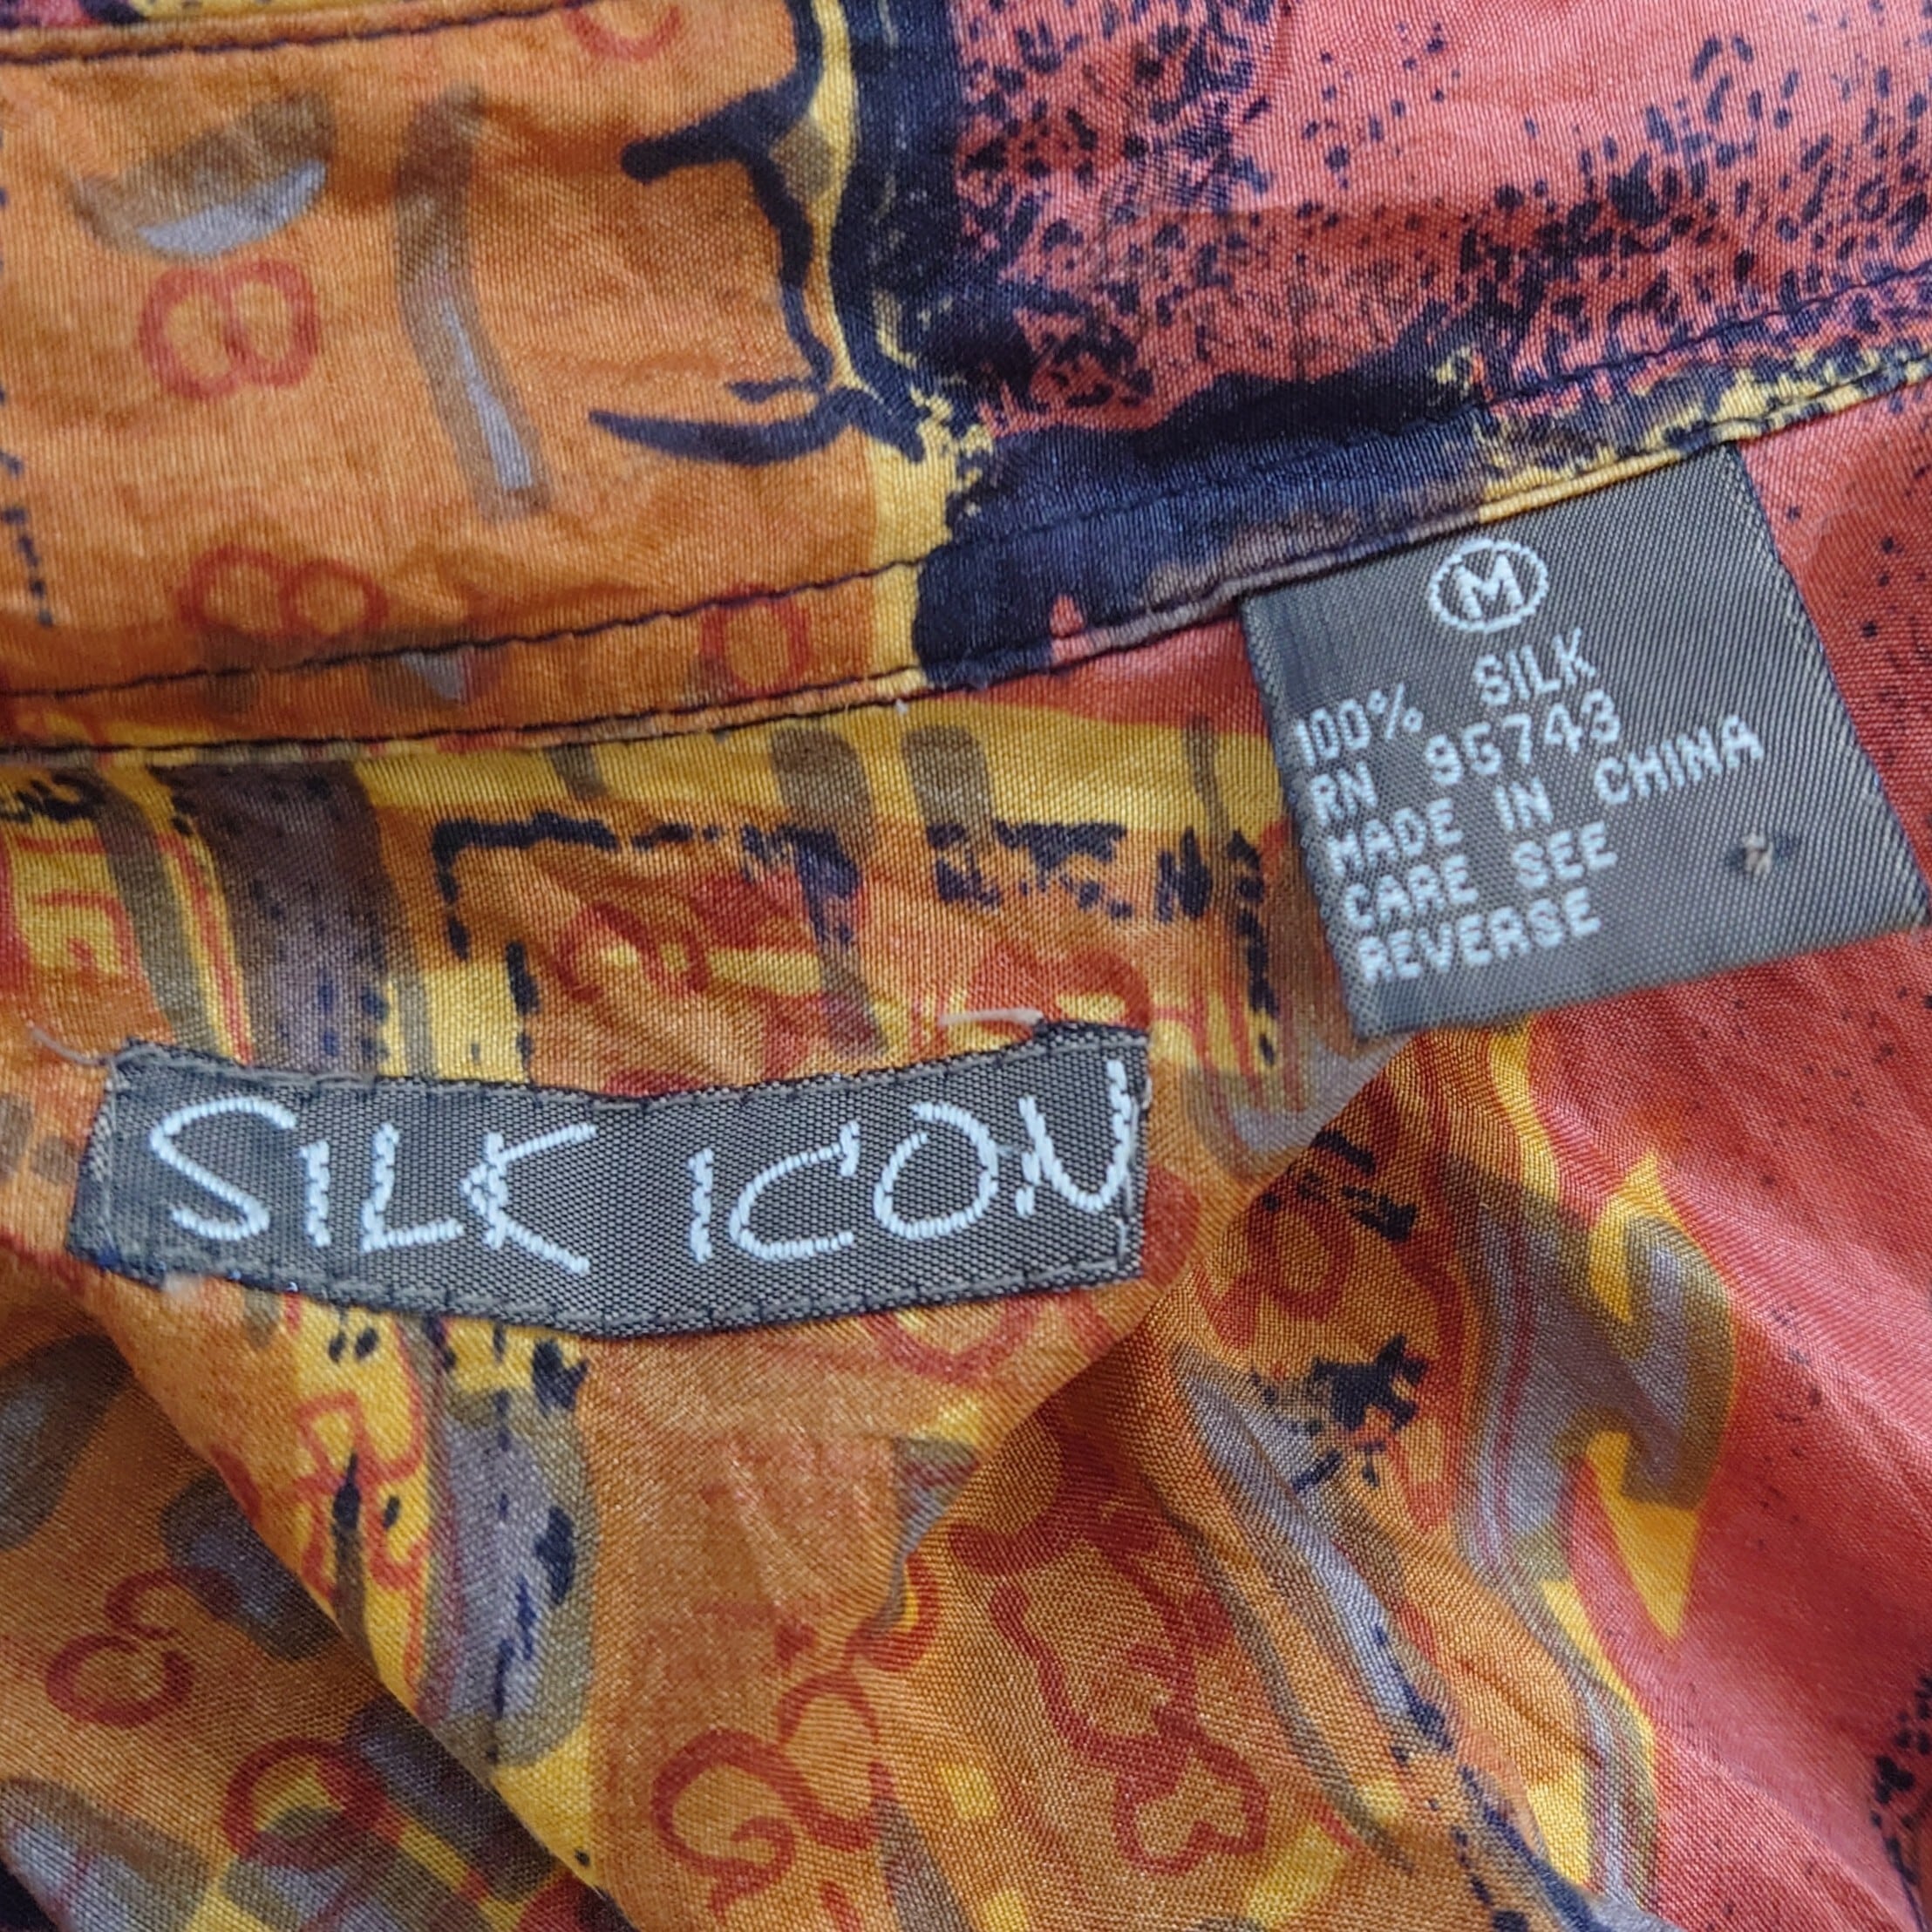 M
100% SILK
RN 95743
MADE IN CHINA
CARE SEE
REVERSE
SILK ICON